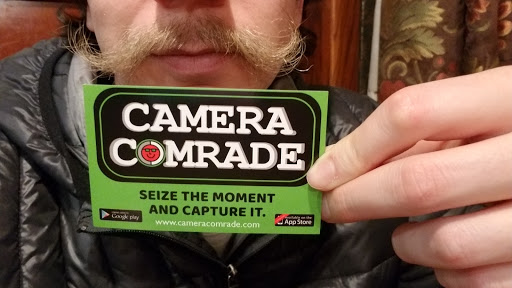 CAMERA
COMRADE
SEIZE THE MOMENT
AND CAPTURE IT.
Google play
App Store
www.cameracomrade.com